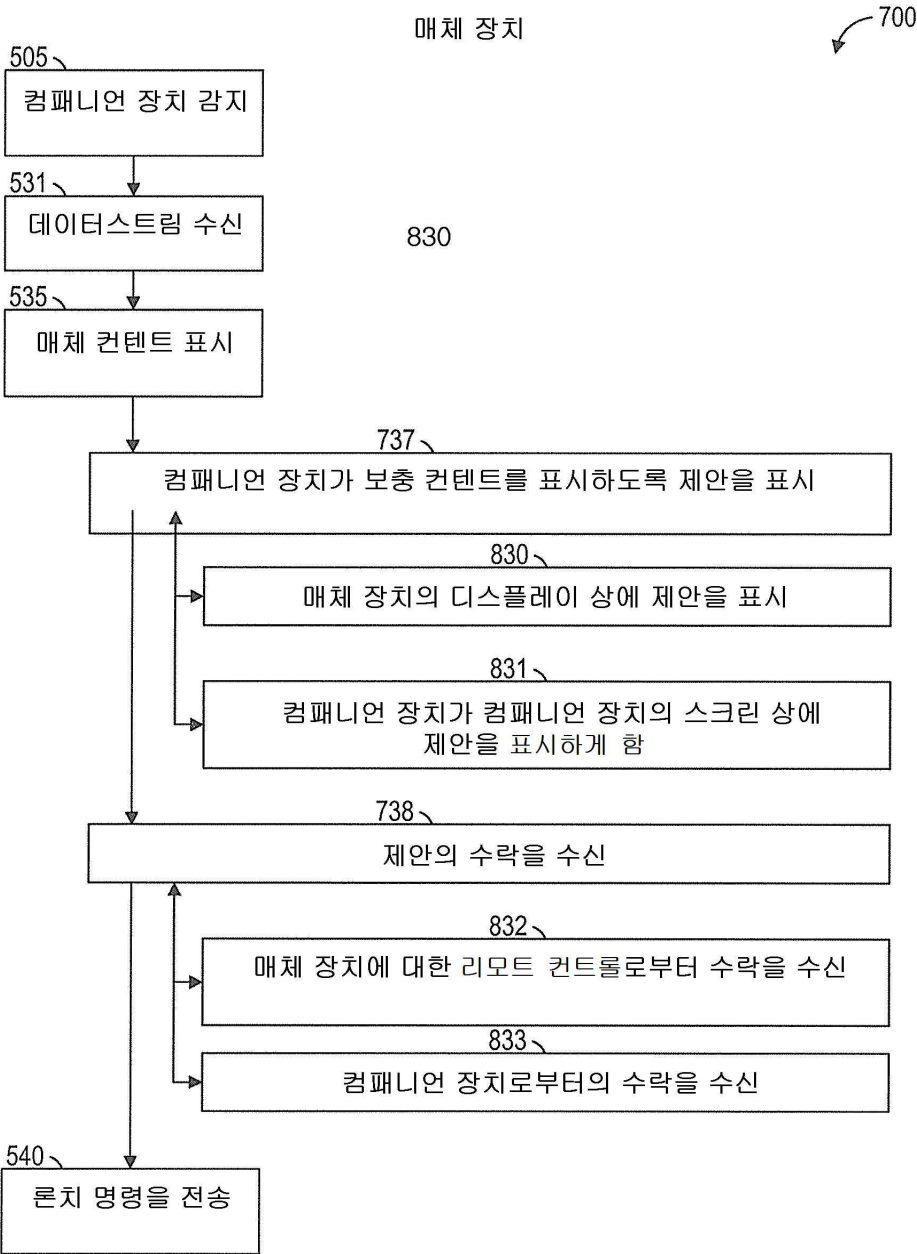 매체 장치
700
505
컴패니언 장치 감지
531
데이터스트림 수신
830
535
매체 컨텐트 표시
737
컴패니언 장치가 보충 컨텐트를 표시하도록 제안을 표시
830
매체 장치의 디스플레이 상에 제안을 표시
831
컴패니언 장치가 컴패니언 장치의 스크린 상에
제안을 표시하게 함
738
제안의 수락을 수신
832
매체 장치에 대한 리모트 컨트롤로부터 수락을 수신
833
컴패니언 장치로부터의 수락을 수신
540
론치 명령을 전송